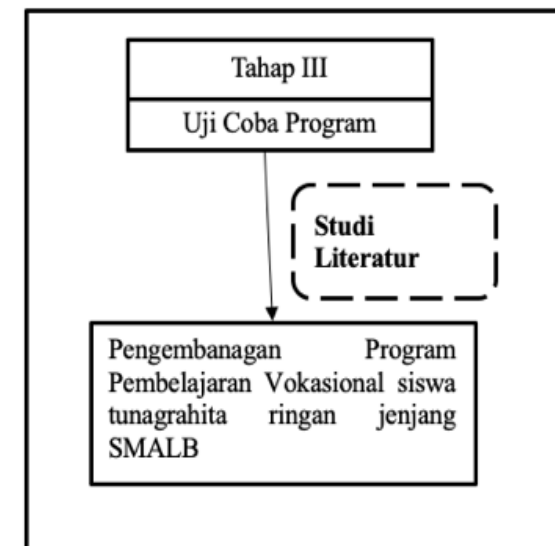 Tahap III
Uji Coba Program
Studi
Literatur
Pengembanagan Program
Pembelajaran Vokasional siswa
tunagrahita ringan jenjang
SMALB